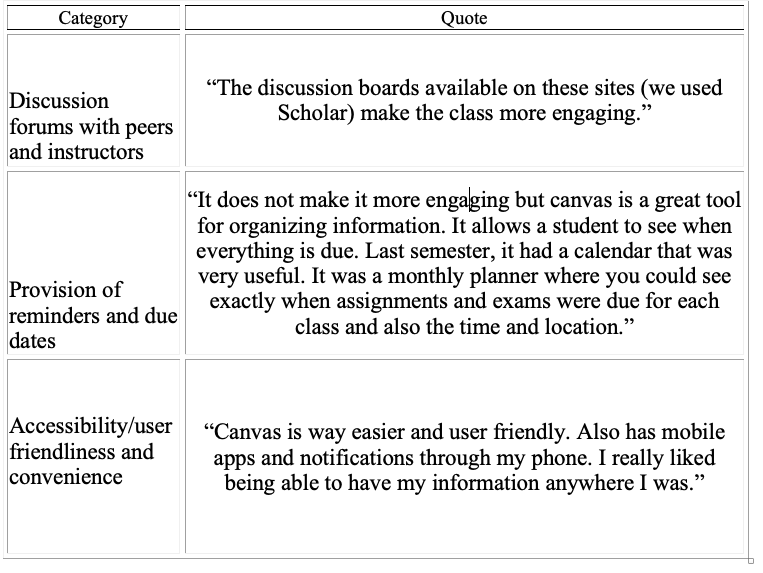 Category
Quote
Discussion
forums with peers
and instructors
“The discussion boards available on these sites (we used
Scholar) make the class more engaging.”
Provision of
reminders and due
dates
“It does not make it more engaging but canvas is a great tool
for organizing information. It allows a student to see when
everything is due. Last semester, it had a calendar that was
very useful. It was a monthly planner where you could see
exactly when assignments and exams were due for each
class and also the time and location.”
Accessibility/user
friendliness and
convenience
“Canvas is way easier and user friendly. Also has mobile
apps and notifications through my phone. I really liked
being able to have my information anywhere I was.”